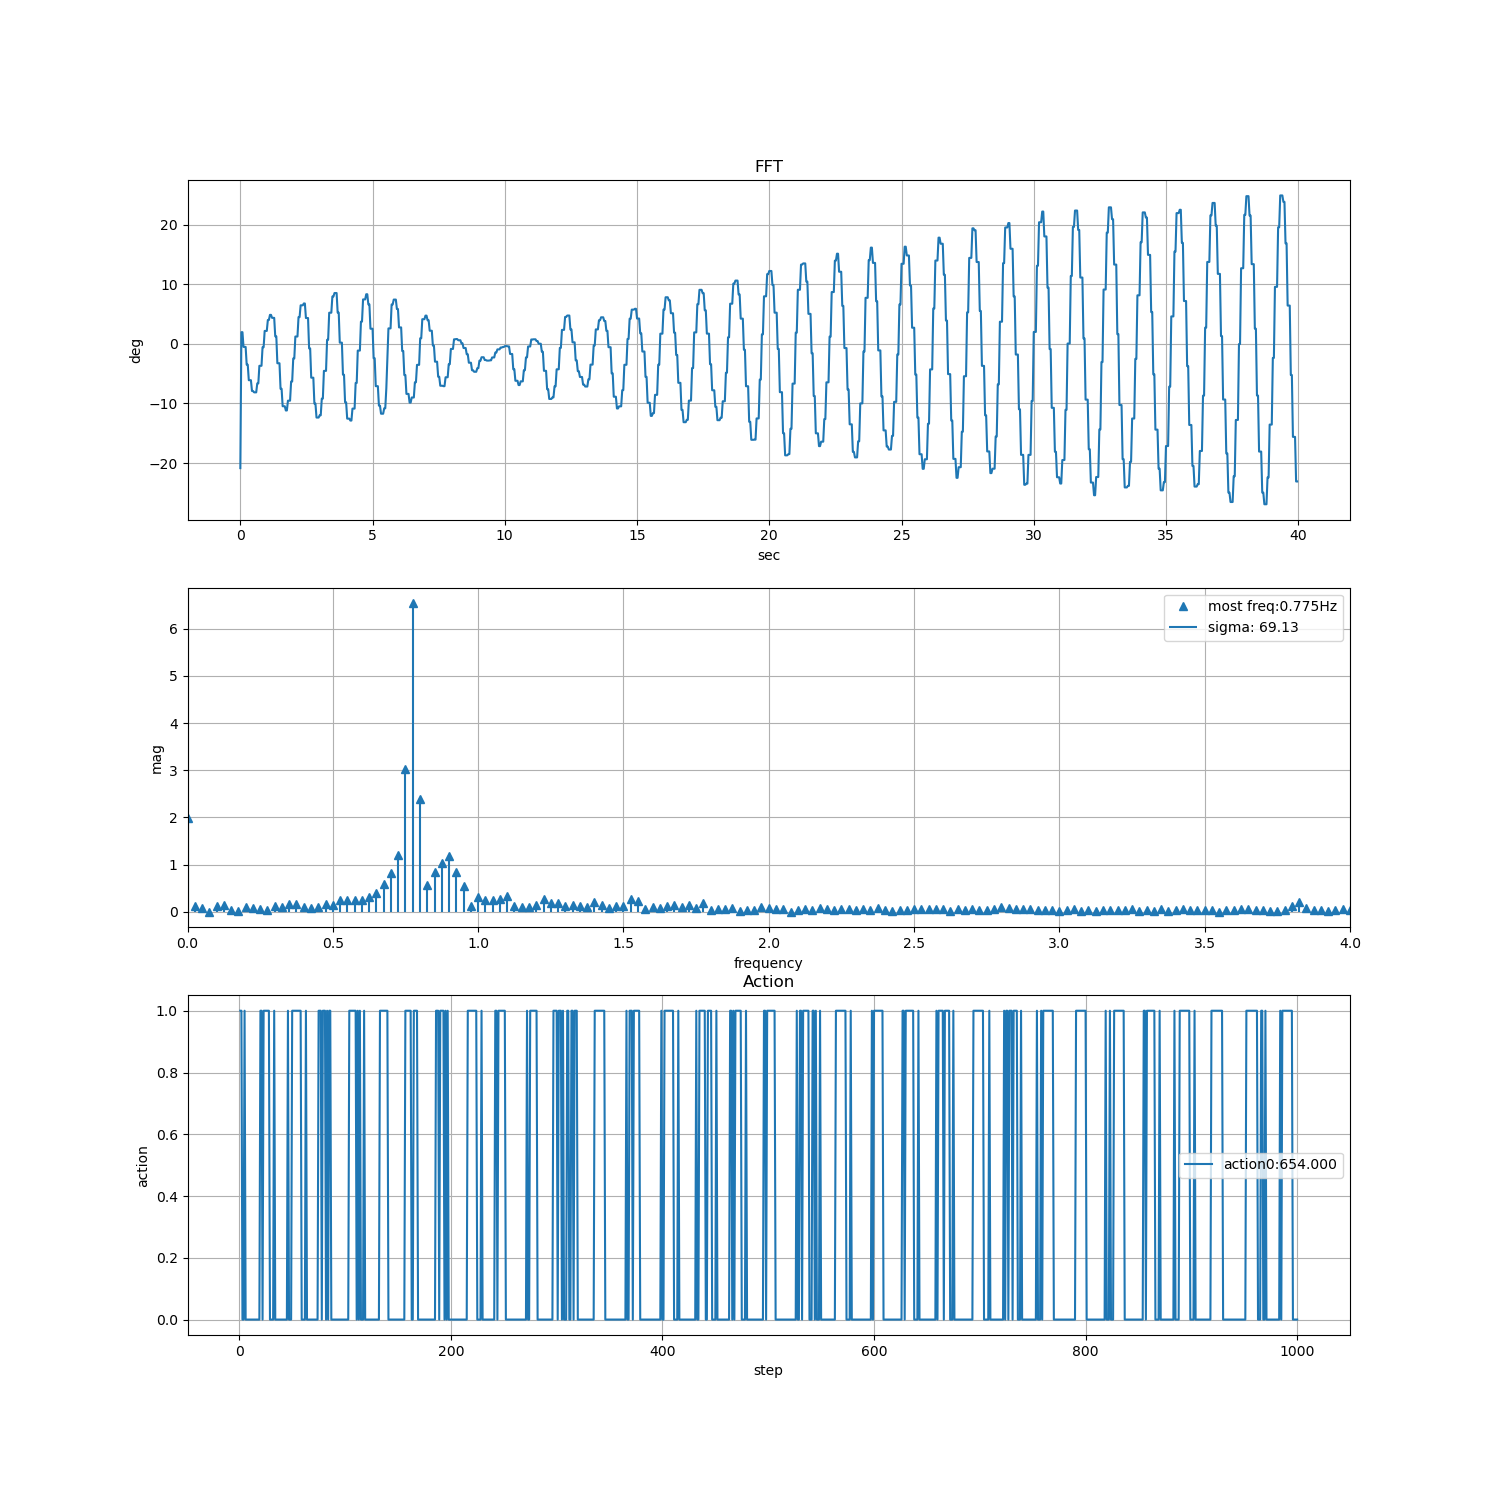 FFT
20
10
0
−10
−20
deg
0 5 10 15 20 25 30 35 40
sec
most freq:0.775Hz
sigma: 69.13
6
5
4
3
2
1
0
mag
0.0 0.5 1.0 1.5 2.0 2.5 3.0 3.5 4.0
frequency
Action
1.0
0.8
0.6
0.4
0.2
0.0
action
action0:654.000
0 200 400 600 800 1000
step